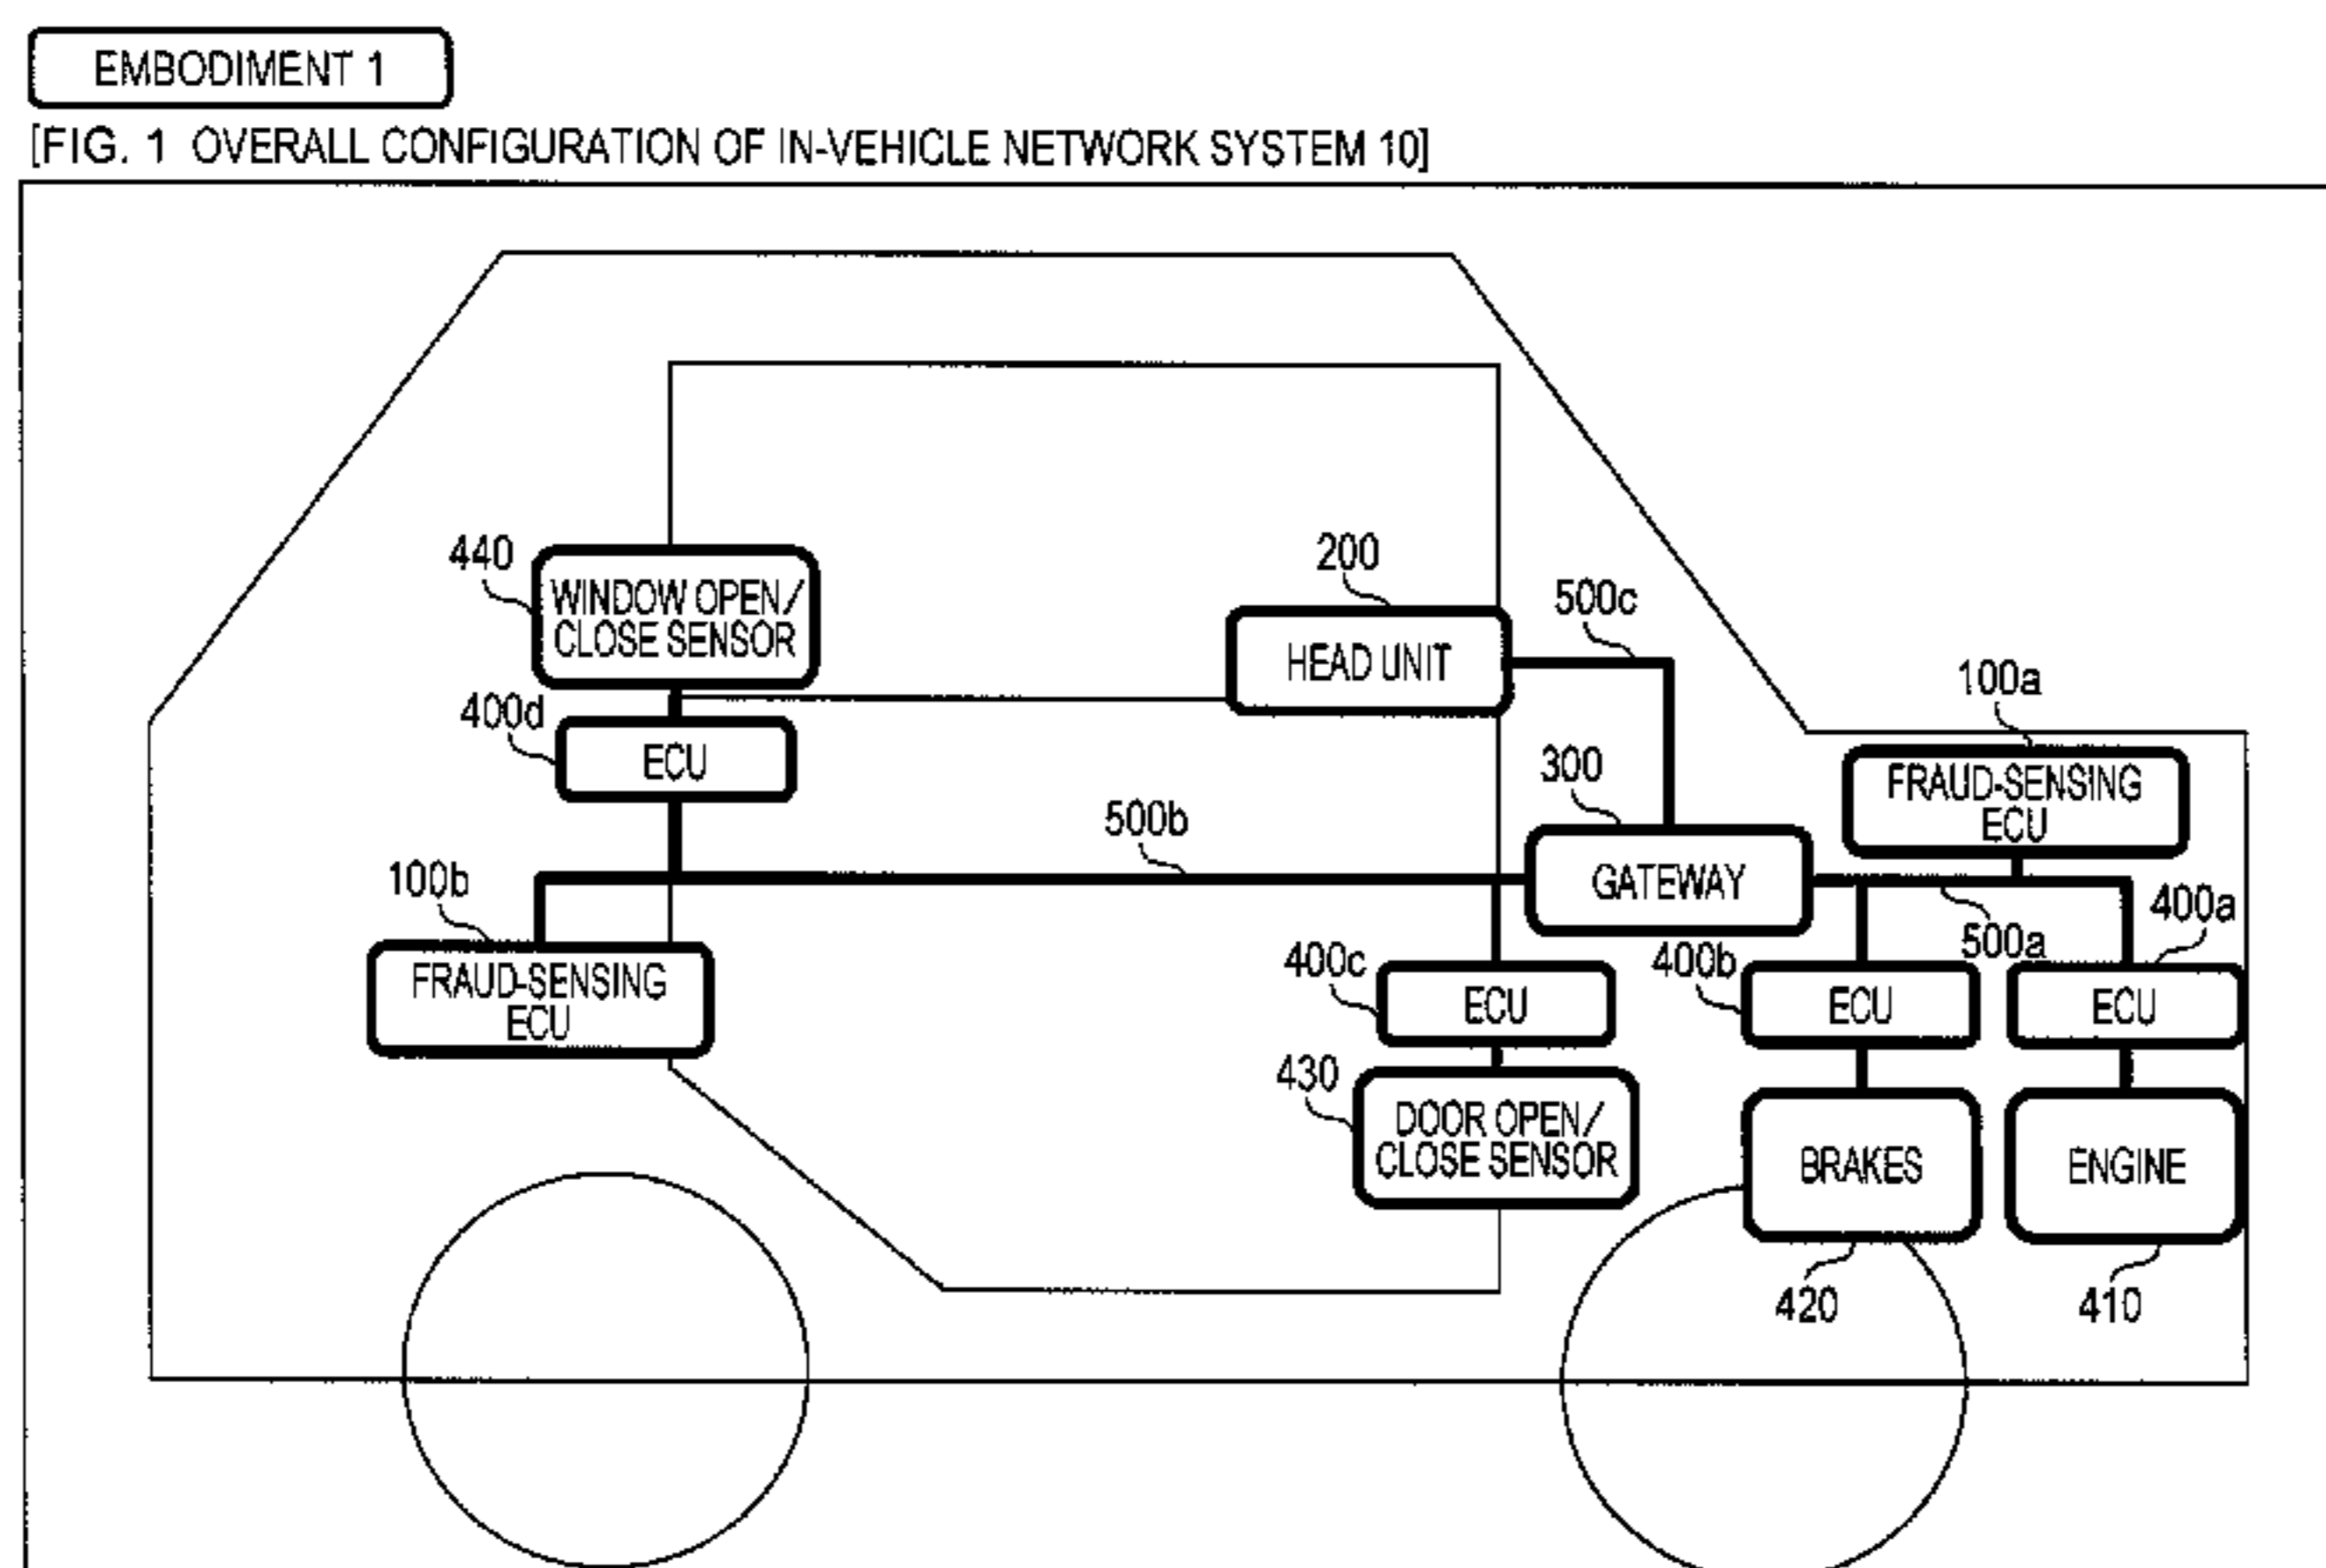 EMBODIMENT 1
[FIG. 1 OVERALL CONFIGURATION OF IN-VEHICLE NETWORK SYSTEM 10]
440
WINDOW OPEN/
CLOSE SENSOR
200
HEAD UNIT
500c
400d
ECU
100a
FRAUD-SENSING
ECU
300
GATEWAY
500b
100b
FRAUD-SENSING
ECU
500a
400a
ECU
400b
ECU
400c
ECU
430
DOOR OPEN/
CLOSE SENSOR
BRAKES
420
ENGINE
410